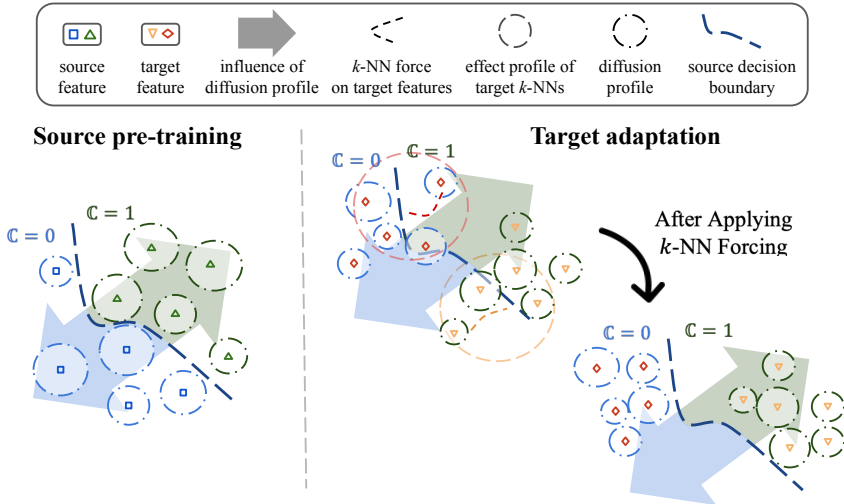 source
feature
target
feature
influence of
diffusion profile
k-NN force
on target features
effect profile of
target k-NNs
diffusion
profile
source decision
boundary
Source pre-training
Target adaptation
ℂ = 0
ℂ = 1
ℂ = 0
ℂ = 1
After Applying
k-NN Forcing
ℂ = 0
ℂ = 1